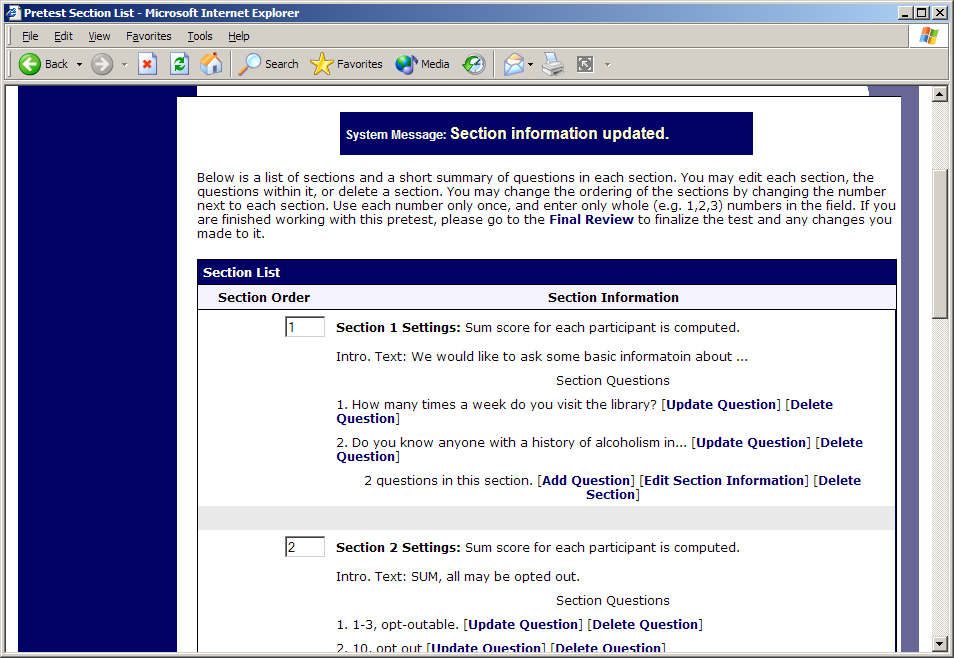 Pretest Section List - Microsoft Internet Explorer
File Edit View Favorites Tools Help
Back Search Favorites Media
System Message: Section information updated.
Below is a list of sections and a short summary of questions in each section. You may edit each section, the
questions within it, or delete a section. You may change the ordering of the sections by changing the number
next to each section. Use each number only once, and enter only whole (e.g. 1,2,3) numbers in the field. If you
are finished working with this pretest, please go to the Final Review to finalize the test and any changes you
made to it.
Section List
Section Order Section Information
1 Section 1 Settings: Sum score for each participant is computed.
Intro. Text: We would like to ask some basic informatoin about ...
Section Questions
1. How many times a week do you visit the library? [Update Question] [Delete
Question]
2. Do you know anyone with a history of alcoholism in... [Update Question] [Delete
Question]
2 questions in this section. [Add Question] [Edit Section Information] [Delete
Section]
2 Section 2 Settings: Sum score for each participant is computed.
Intro. Text: SUM, all may be opted out.
Section Questions
1. 1-3, opt-outable. [Update Question] [Delete Question]
2. 10, opt out [Update Question] [Delete Question]